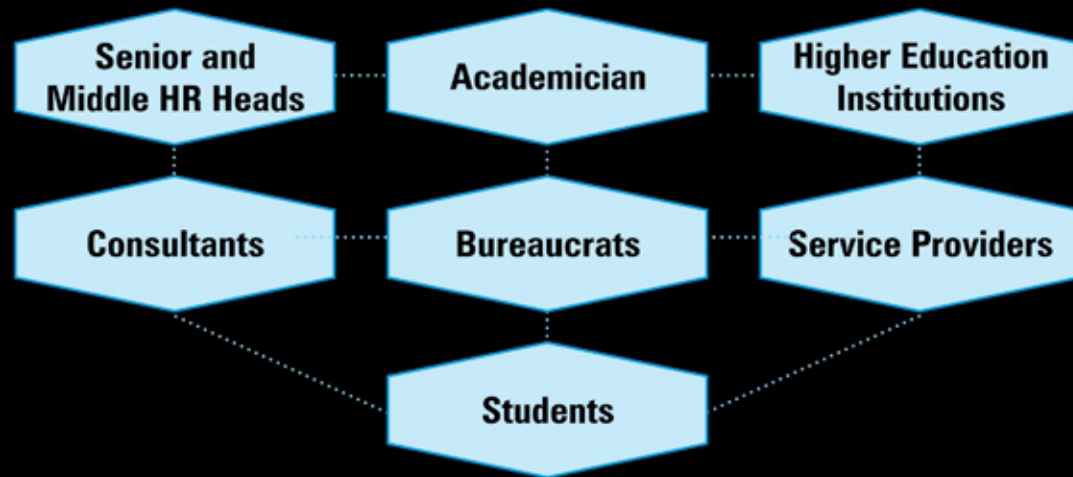 Senior and
Middle HR Heads
Academician
Higher Education
Institutions
Consultants
Bureaucrats
Service Providers
Students